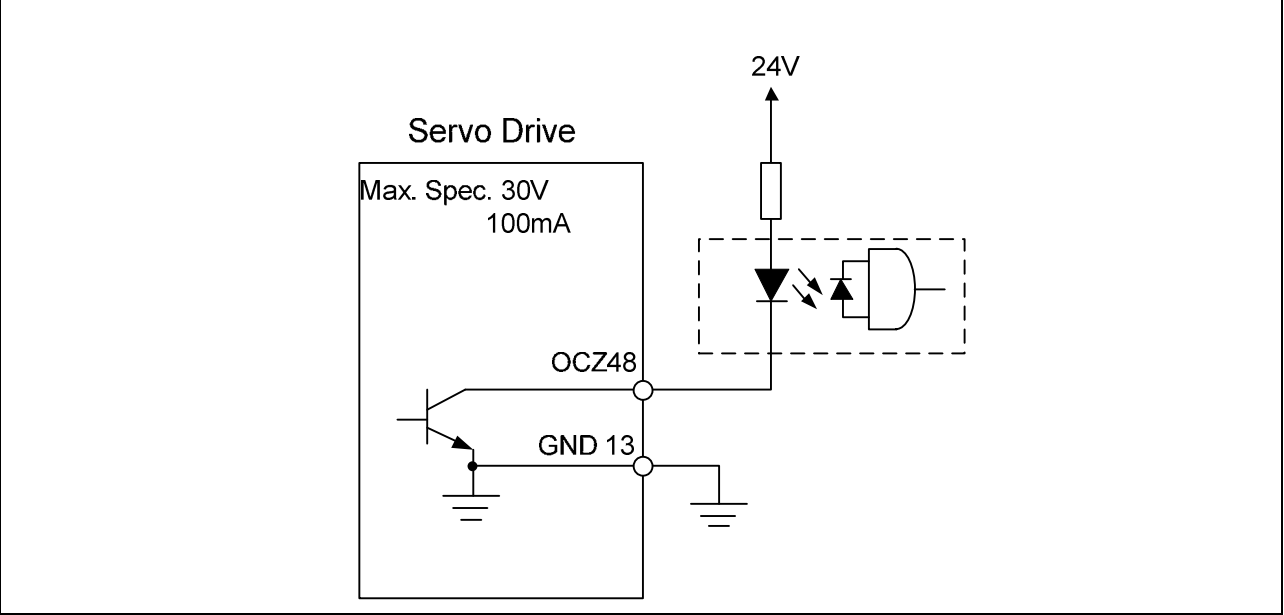 24V
Servo Drive
Max. Spec. 30V
100mA
OCZ48
GND 13